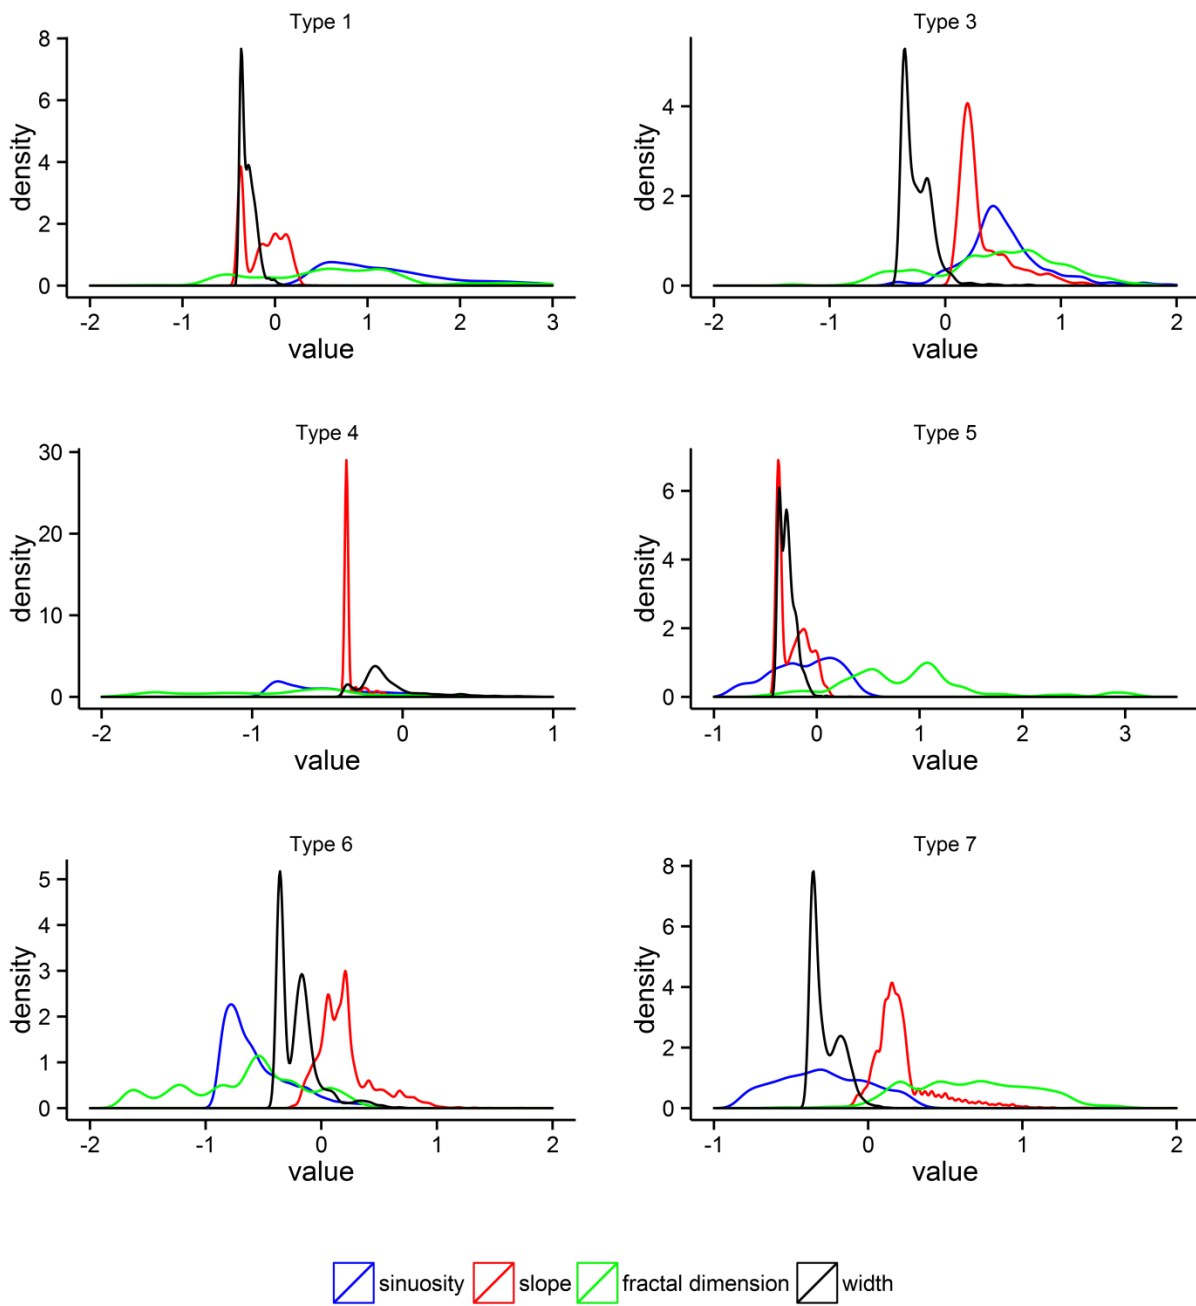 Type 1
8
6
4
2
0
density
-2 -1 0 1 2 3
value
Type 3
4
2
0
density
-2 -1 0 1 2
value
Type 4
30
20
10
0
density
-2 -1 0 1
value
Type 5
6
4
2
0
density
-1 0 1 2 3
value
Type 6
5
4
3
2
1
0
density
-2 -1 0 1 2
value
Type 7
8
6
4
2
0
density
-1 0 1 2
value
sinuosity slope fractal dimension width